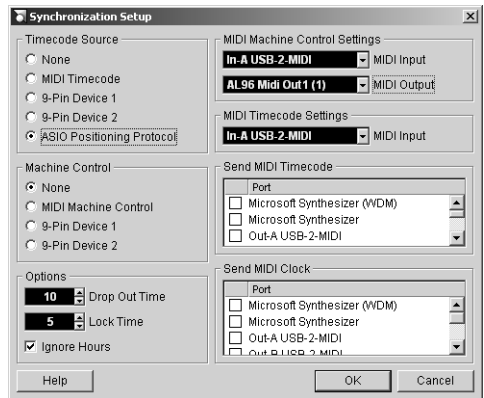 Synchronization Setup
Timecode Source
None
MIDI Timecode
9-Pin Device 1
9-Pin Device 2
ASIO Positioning Protocol
Machine Control
None
MIDI Machine Control
9-Pin Device 1
9-Pin Device 2
Options
10 Drop Out Time
5 Lock Time
Ignore Hours
MIDI Machine Control Settings
In-A USB-2-MIDI MIDI Input
AL96 Midi Out1 (1) MIDI Output
MIDI Timecode Settings
In-A USB-2-MIDI MIDI Input
Send MIDI Timecode
Port
Microsoft Synthesizer (WDM)
Microsoft Synthesizer
Out-A USB-2-MIDI
Send MIDI Clock
Port
Microsoft Synthesizer (WDM)
Microsoft Synthesizer
Out-A USB-2-MIDI
Out-B USB-2-MIDI
Help
OK
Cancel